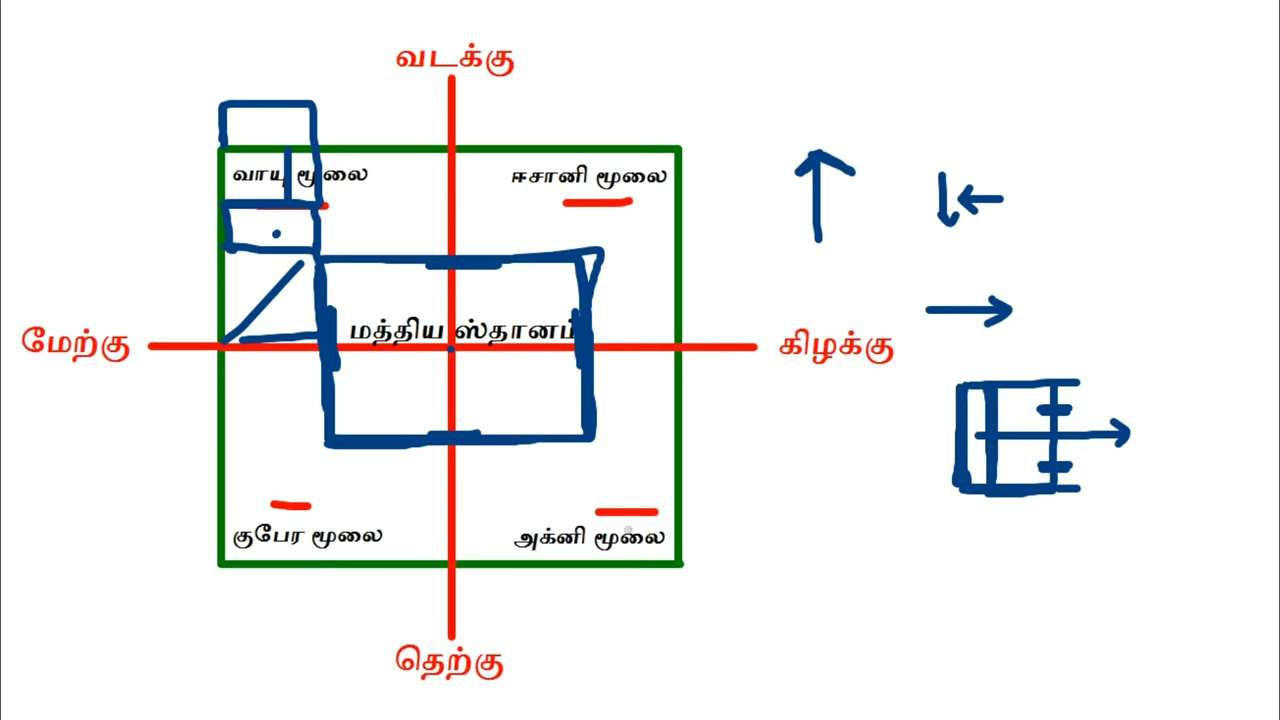 வடக்கு
வாயு மூலை
ஈசானி மூலை
மத்திய ஸ்தானம்
மேற்கு
கிழக்கு
குபேர மூலை
அக்னி மூலை
தெற்கு